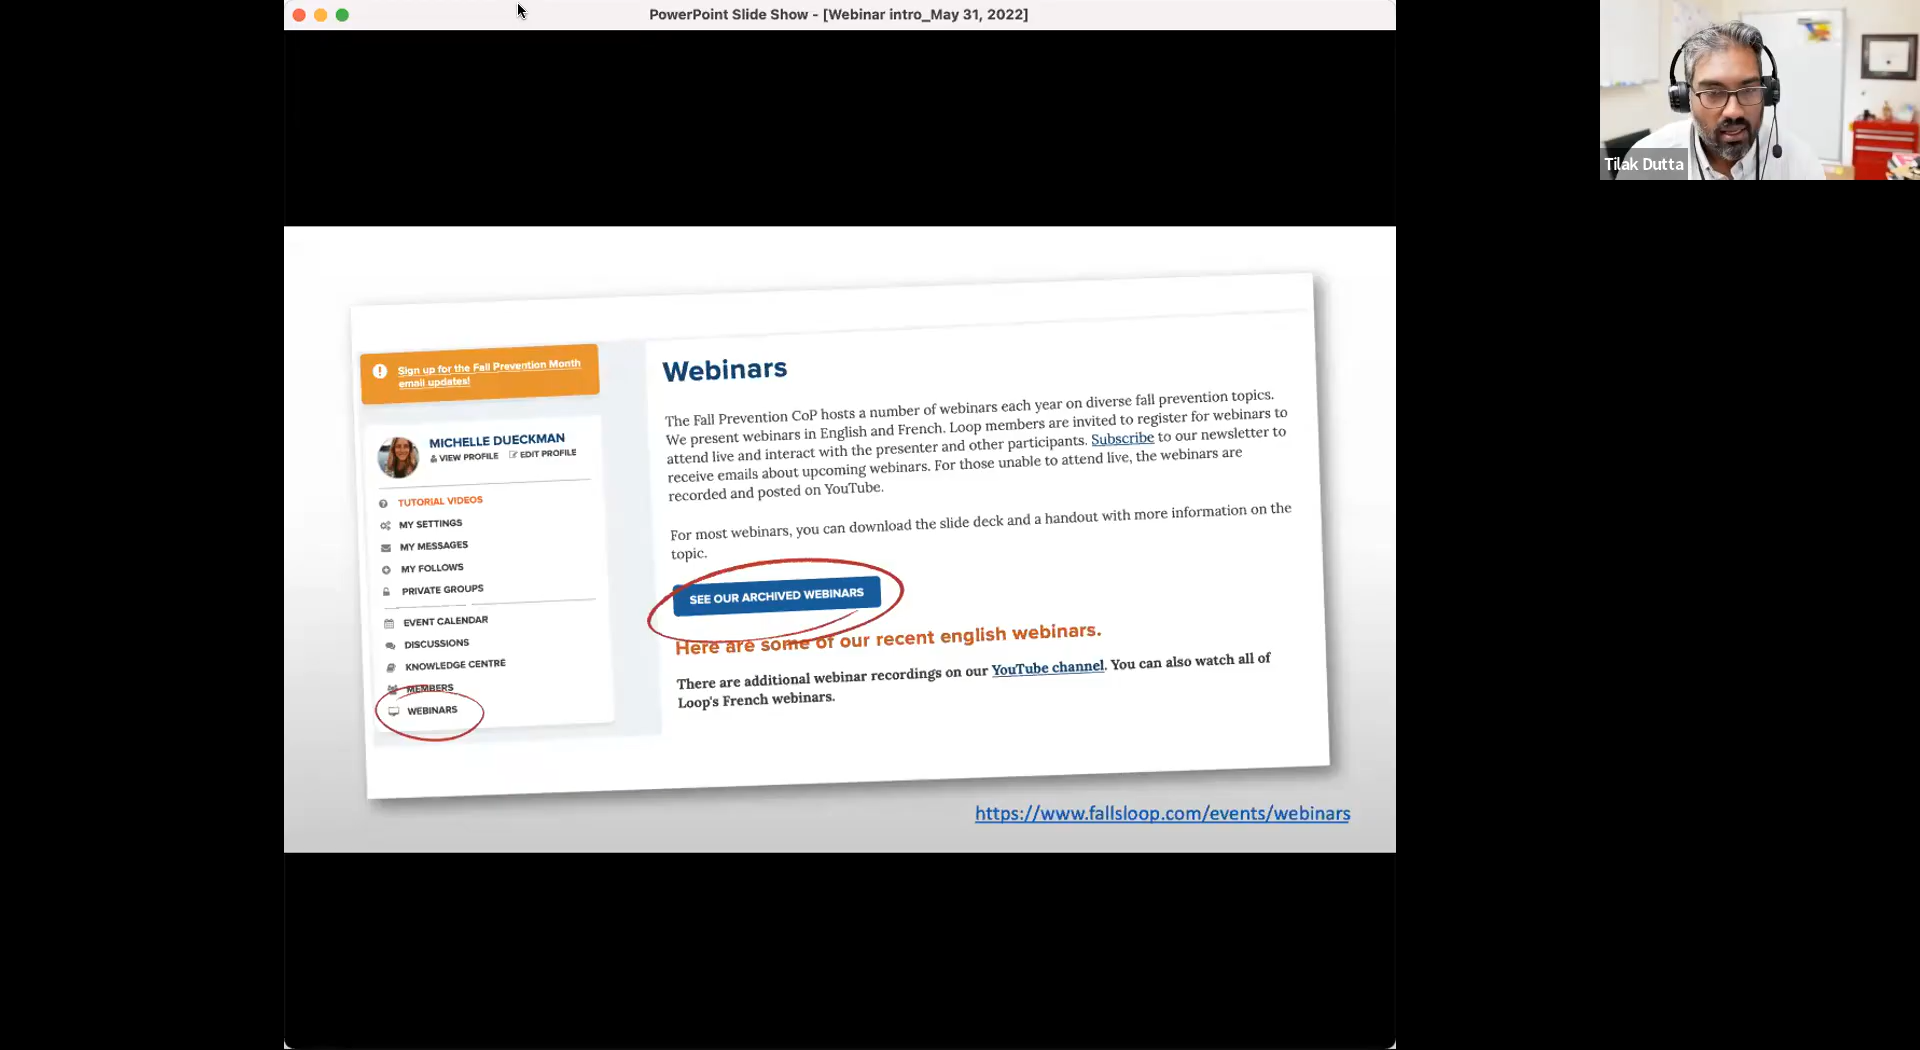 PowerPoint Slide Show - [Webinar intro_May 31, 2022]
Tilak Dutta
Sign up for the Fall Prevention Month
email updates!
MICHELLE DUECKMAN
VIEW PROFILE EDIT PROFILE
TUTORIAL VIDEOS
MY SETTINGS
MY MESSAGES
MY FOLLOWS
PRIVATE GROUPS
EVENT CALENDAR
DISCUSSIONS
KNOWLEDGE CENTRE
MEMBERS
WEBINARS
Webinars
The Fall Prevention CoP hosts a number of webinars each year on diverse fall prevention topics.
We present webinars in English and French. Loop members are invited to register for webinars to
attend live and interact with the presenter and other participants. Subscribe to our newsletter to
receive emails about upcoming webinars. For those unable to attend live, the webinars are
recorded and posted on YouTube.
For most webinars, you can download the slide deck and a handout with more information on the
topic.
SEE OUR ARCHIVED WEBINARS
Here are some of our recent english webinars.
There are additional webinar recordings on our YouTube channel. You can also watch all of
Loop's French webinars.
https://www.fallsloop.com/events/webinars